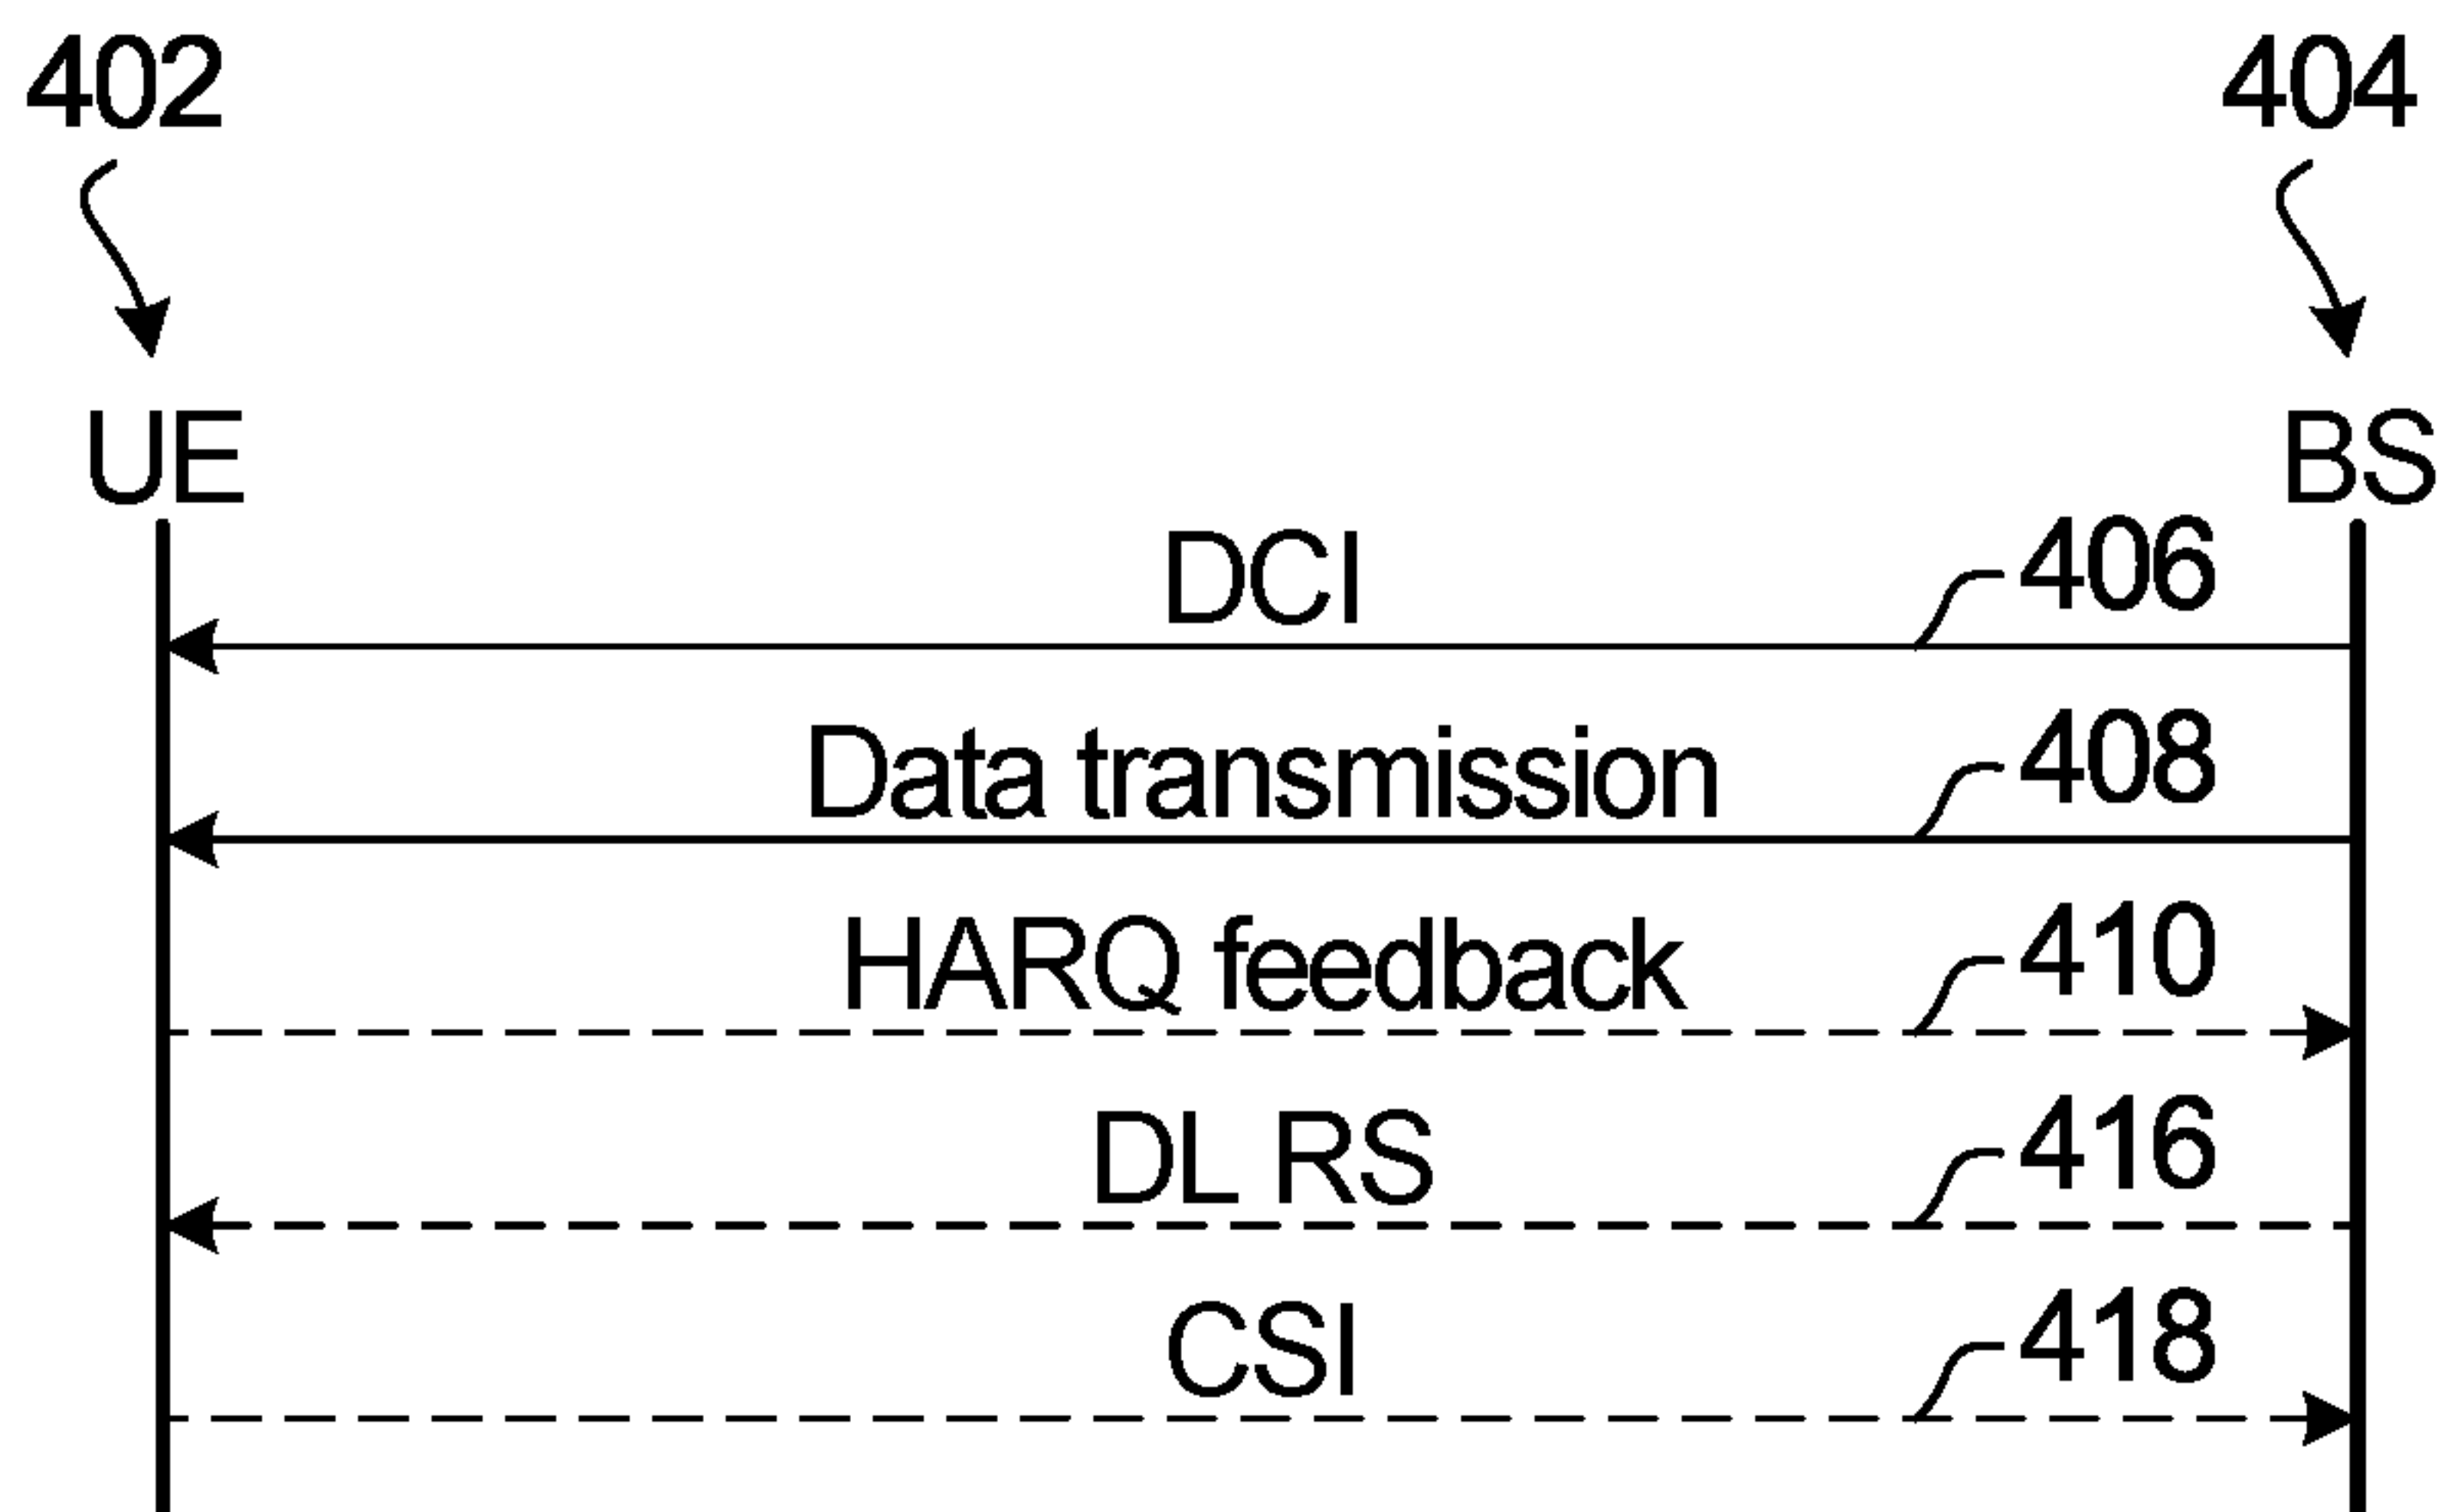 402 404
UE BS
DCI 406
Data transmission 408
HARQ feedback 410
DL RS 416
CSI 418